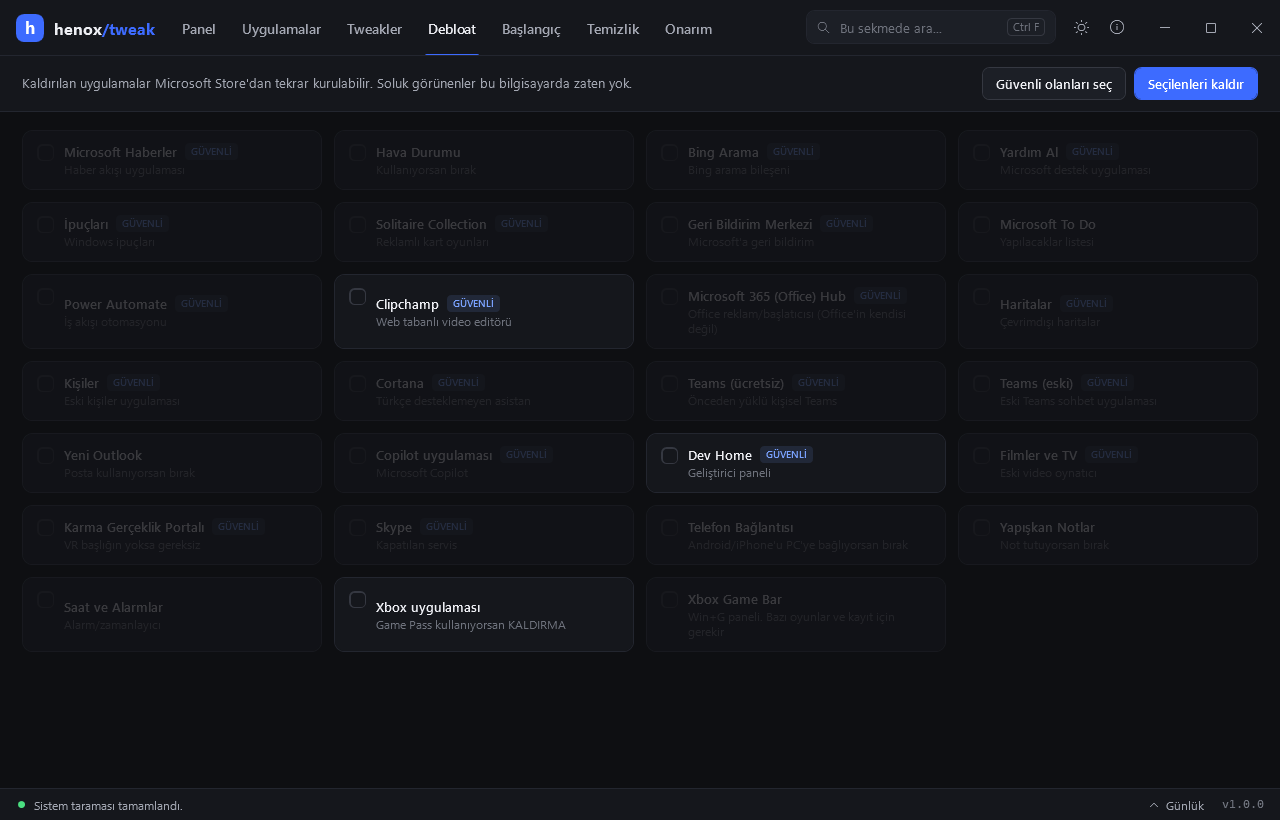 h henox/tweak Panel Uygulamalar Tweakler Debloat Başlangıç Temizlik Onarım Bu sekmede ara... Ctrl F
Kaldırılan uygulamalar Microsoft Store'dan tekrar kurulabilir. Soluk görünenler bu bilgisayarda zaten yok. Güvenli olanları seç Seçilenleri kaldır
Microsoft Haberler GÜVENLİ
Haber akışı uygulaması
Hava Durumu
Kullanıyorsan bırak
Bing Arama GÜVENLİ
Bing arama bileşeni
Yardım Al GÜVENLİ
Microsoft destek uygulaması
İpuçları GÜVENLİ
Windows ipuçları
Solitaire Collection GÜVENLİ
Reklamlı kart oyunları
Geri Bildirim Merkezi GÜVENLİ
Microsoft'a geri bildirim
Microsoft To Do
Yapılacaklar listesi
Power Automate GÜVENLİ
İş akışı otomasyonu
Clipchamp GÜVENLİ
Web tabanlı video editörü
Microsoft 365 (Office) Hub GÜVENLİ
Office reklam/başlatıcısı (Office'in kendisi
değil)
Haritalar GÜVENLİ
Çevrimdışı haritalar
Kişiler GÜVENLİ
Eski kişiler uygulaması
Cortana GÜVENLİ
Türkçe desteklemeyen asistan
Teams (ücretsiz) GÜVENLİ
Önceden yüklü kişisel Teams
Teams (eski) GÜVENLİ
Eski Teams sohbet uygulaması
Yeni Outlook
Posta kullanıyorsan bırak
Copilot uygulaması GÜVENLİ
Microsoft Copilot
Dev Home GÜVENLİ
Geliştirici paneli
Filmler ve TV GÜVENLİ
Eski video oynatıcı
Karma Gerçeklik Portalı GÜVENLİ
VR başlığın yoksa gereksiz
Skype GÜVENLİ
Kapatılan servis
Telefon Bağlantısı
Android/iPhone'u PC'ye bağlıyorsan bırak
Yapışkan Notlar
Not tutuyorsan bırak
Saat ve Alarmlar
Alarm/zamanlayıcı
Xbox uygulaması
Game Pass kullanıyorsan KALDIRMA
Xbox Game Bar
Win+G paneli. Bazı oyunlar ve kayıt için
gerekir
Sistem taraması tamamlandı. Günlük v1.0.0